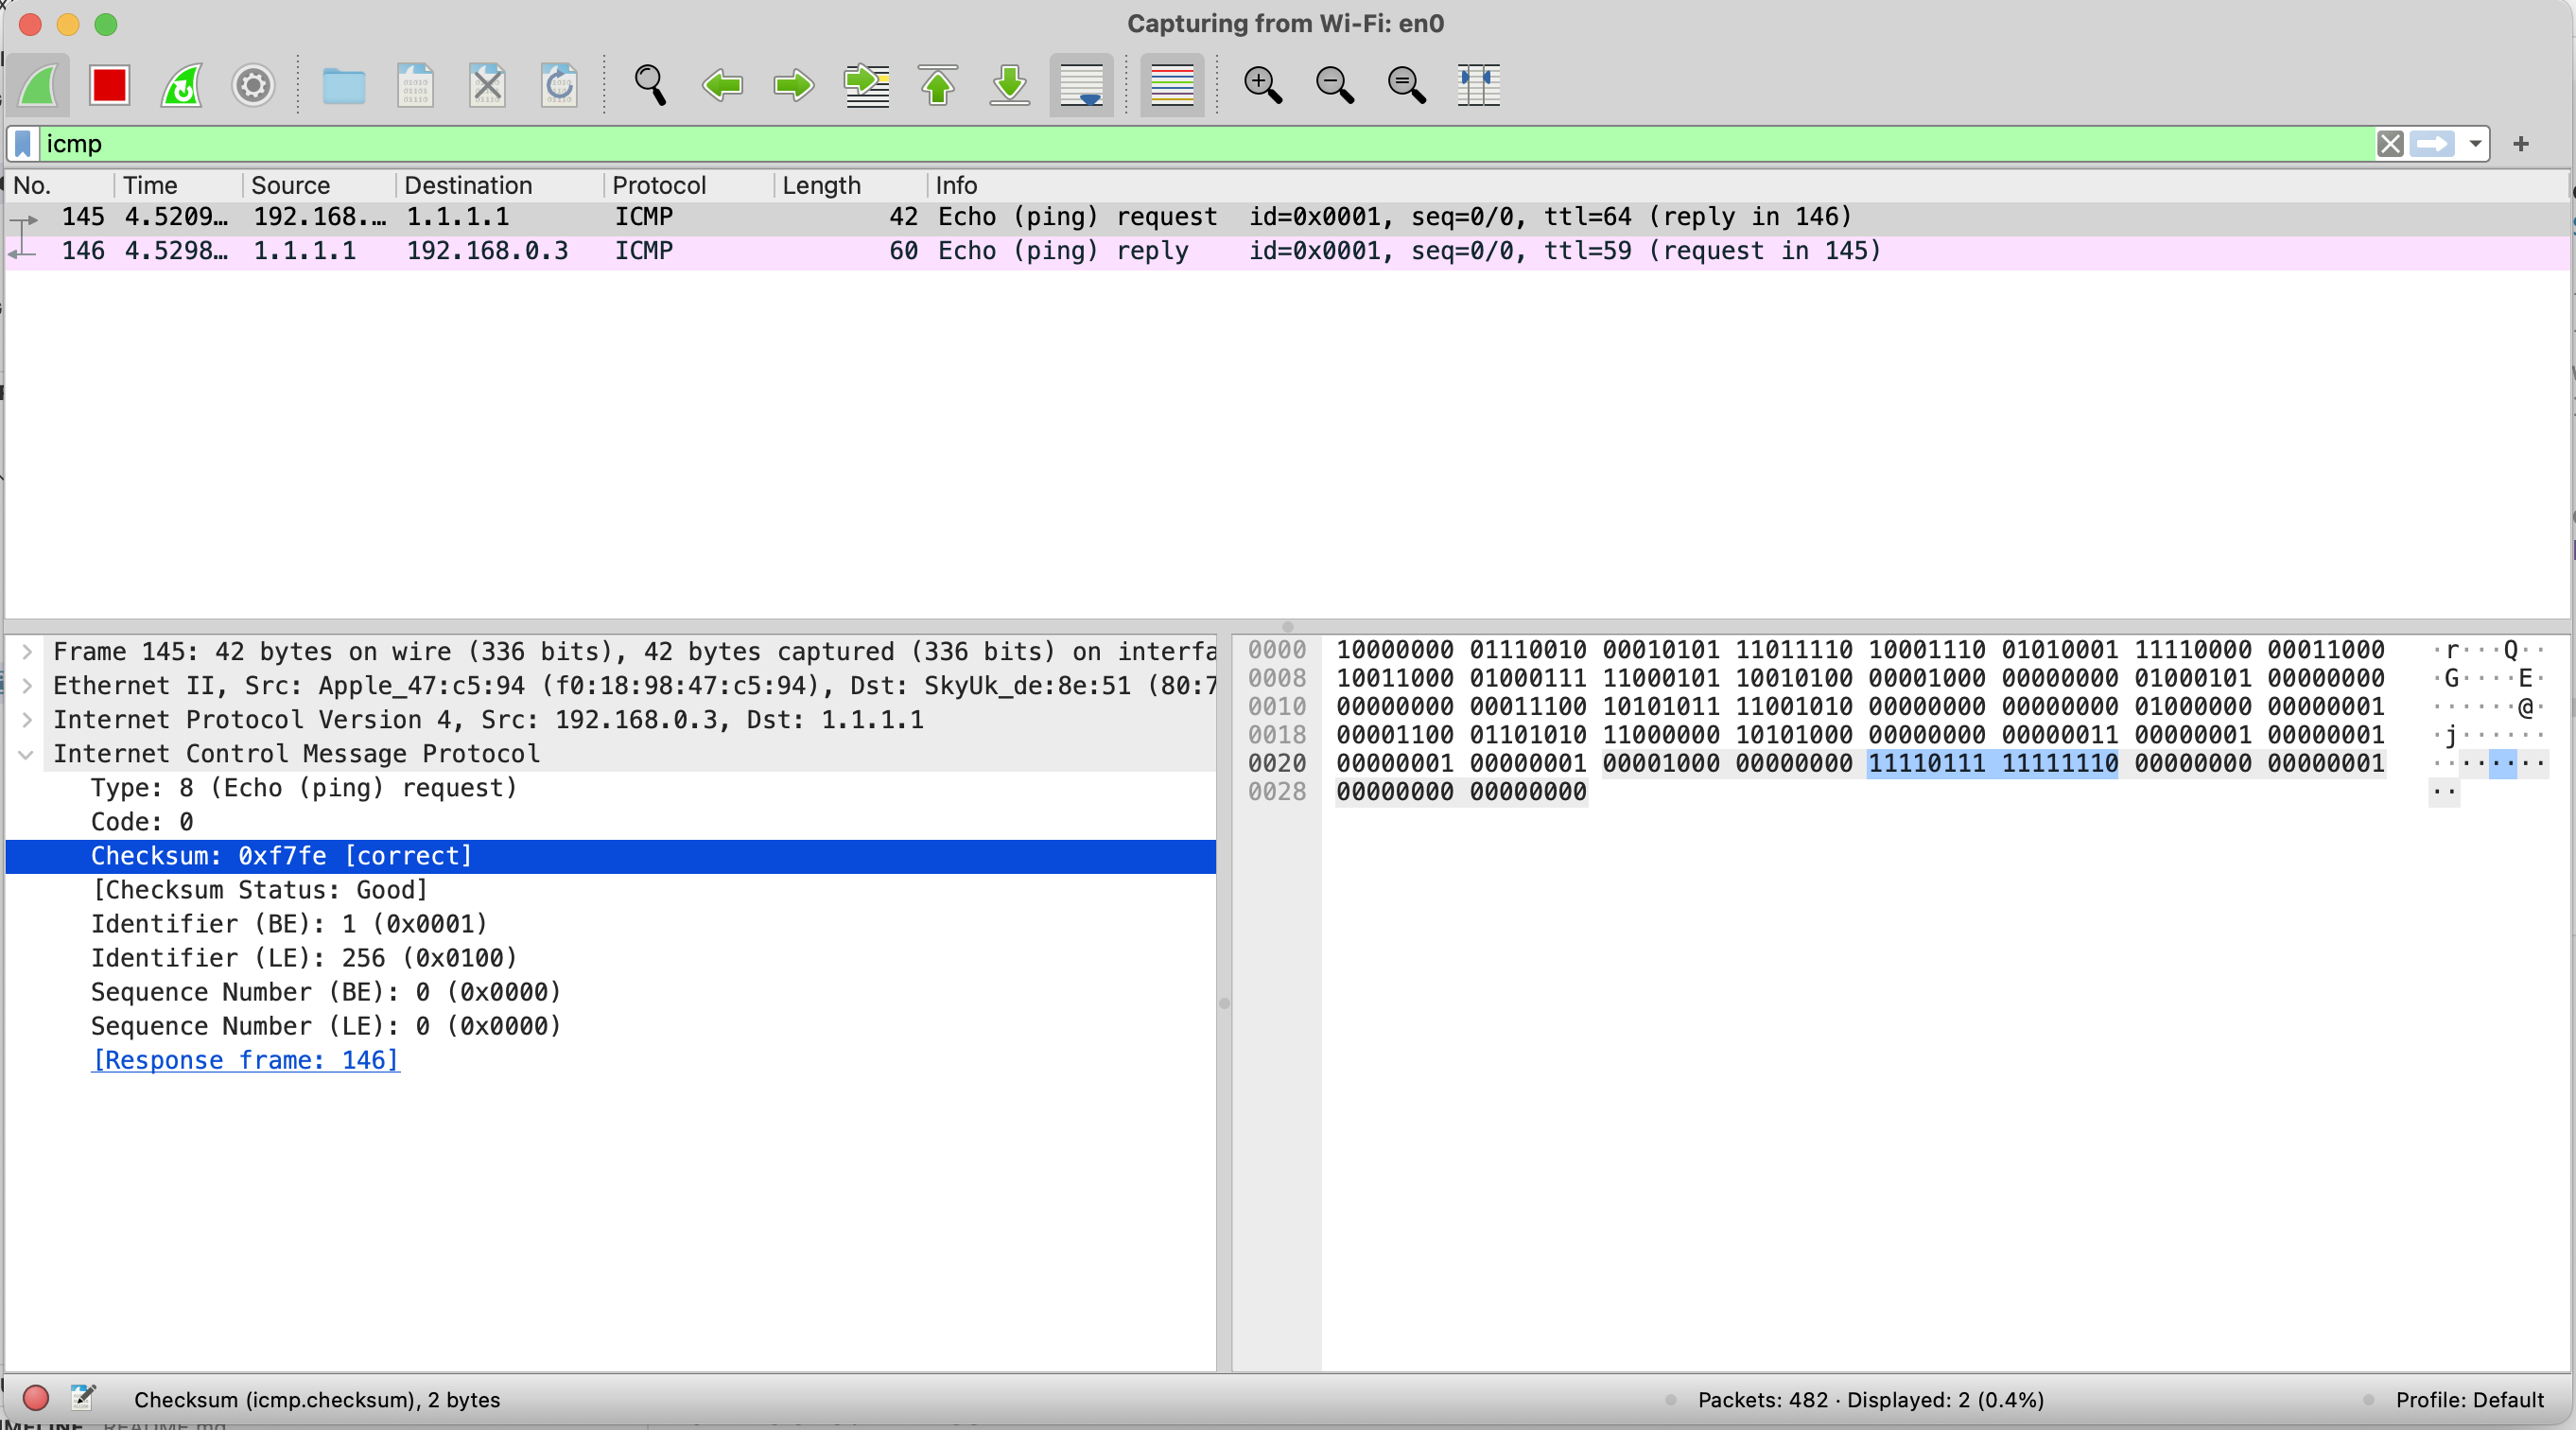 Capturing from Wi-Fi: en0
icmp
No. Time Source Destination Protocol Length Info
145 4.5209… 192.168.… 1.1.1.1 ICMP 42 Echo (ping) request id=0x0001, seq=0/0, ttl=64 (reply in 146)
146 4.5298… 1.1.1.1 192.168.0.3 ICMP 60 Echo (ping) reply id=0x0001, seq=0/0, ttl=59 (request in 145)
Frame 145: 42 bytes on wire (336 bits), 42 bytes captured (336 bits) on interfa
Ethernet II, Src: Apple_47:c5:94 (f0:18:98:47:c5:94), Dst: SkyUk_de:8e:51 (80:7
Internet Protocol Version 4, Src: 192.168.0.3, Dst: 1.1.1.1
Internet Control Message Protocol
Type: 8 (Echo (ping) request)
Code: 0
Checksum: 0xf7fe [correct]
[Checksum Status: Good]
Identifier (BE): 1 (0x0001)
Identifier (LE): 256 (0x0100)
Sequence Number (BE): 0 (0x0000)
Sequence Number (LE): 0 (0x0000)
[Response frame: 146]
0000 10000000 01110010 00010101 11011110 10001110 01010001 11110000 00011000 ·r···Q··
0008 10011000 01000111 11000101 10010100 00001000 00000000 01000101 00000000 ·G····E·
0010 00000000 00011100 10101011 11001010 00000000 00000000 01000000 00000001 ······@·
0018 00001100 01101010 11000000 10101000 00000000 00000011 00000001 00000001 ·j······
0020 00000001 00000001 00001000 00000000 11110111 11111110 00000000 00000001 ········
0028 00000000 00000000 ··
Checksum (icmp.checksum), 2 bytes
Packets: 482 · Displayed: 2 (0.4%)
Profile: Default